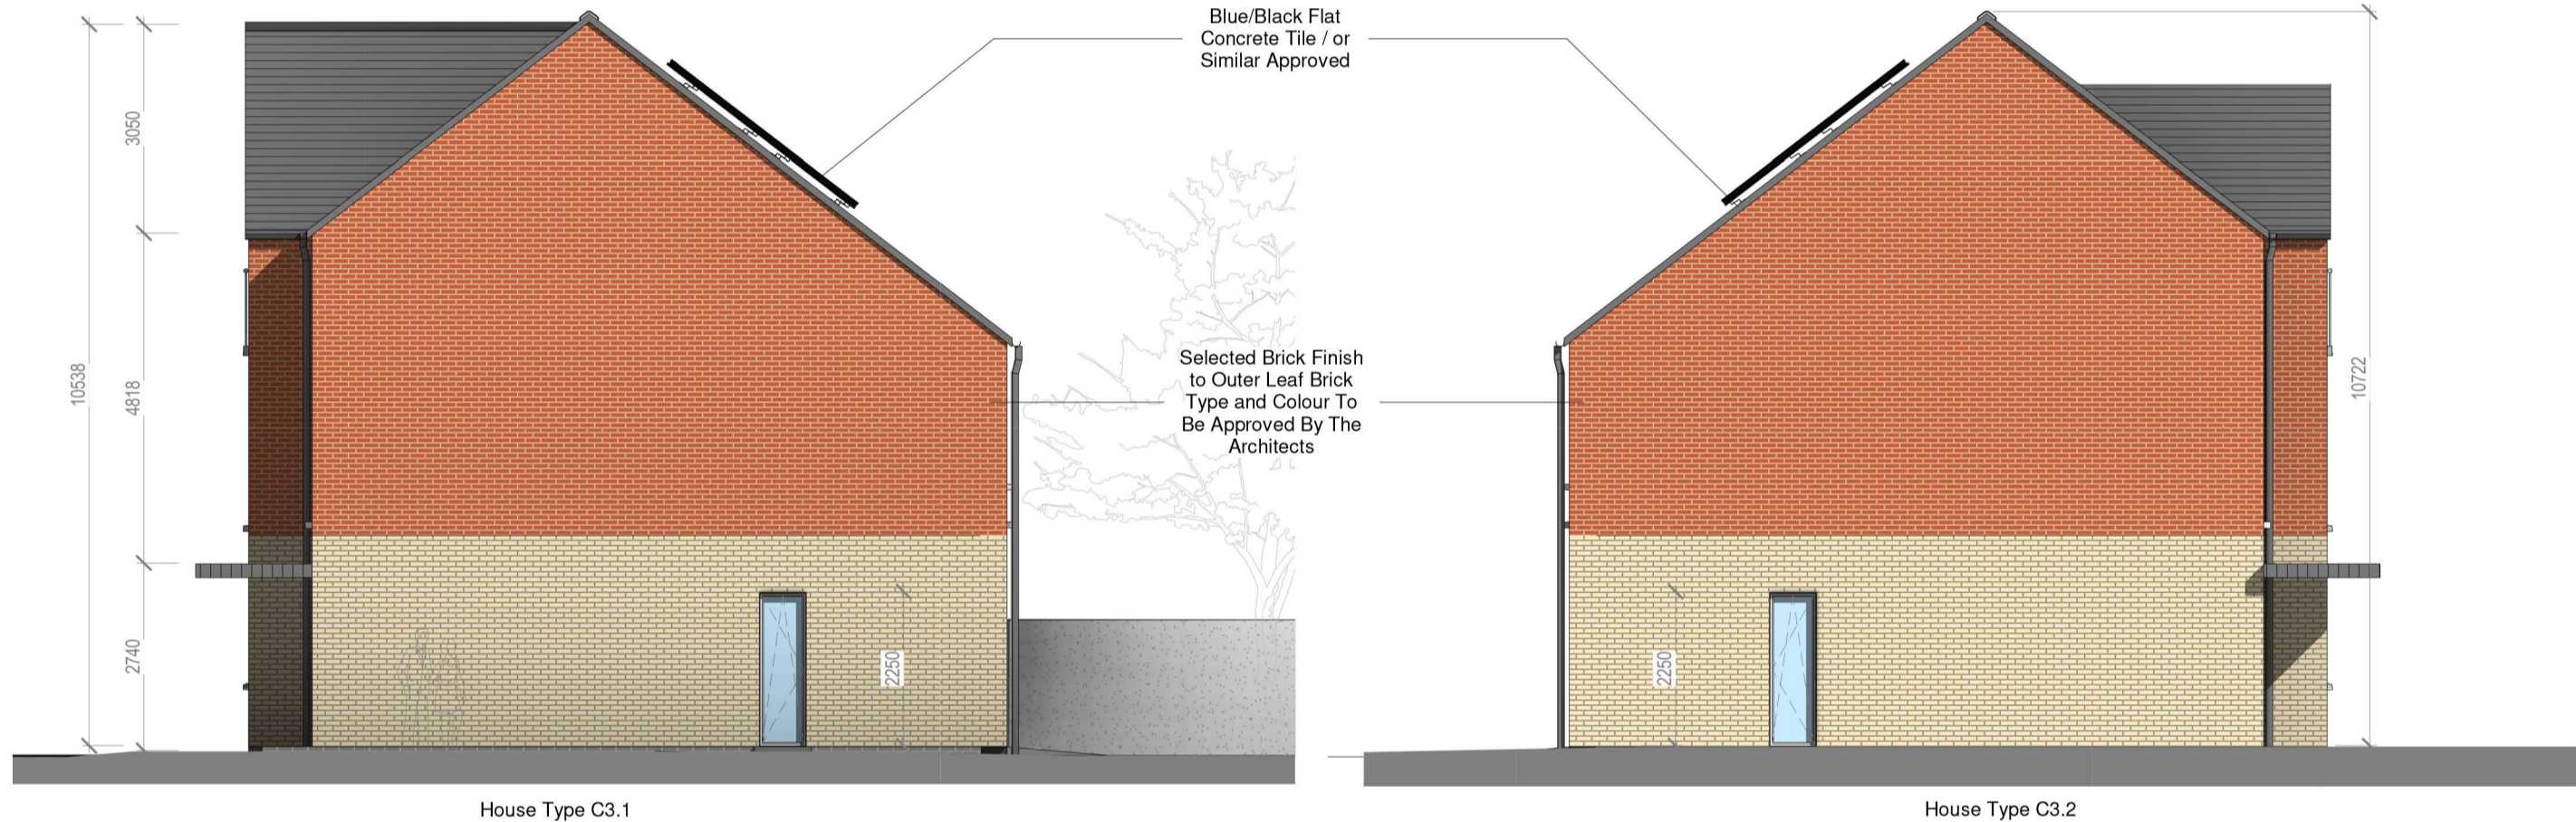 Blue/Black Flat
Concrete Tile / or
Similar Approved
3050
10538
4818
2740
2250
Selected Brick Finish
to Outer Leaf Brick
Type and Colour To
Be Approved By The
Architects
10722
2250
House Type C3.1
House Type C3.2